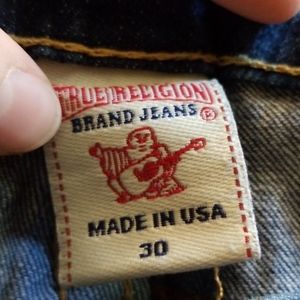 TRUE RELIGION
BRAND JEANS ®
MADE IN USA
30